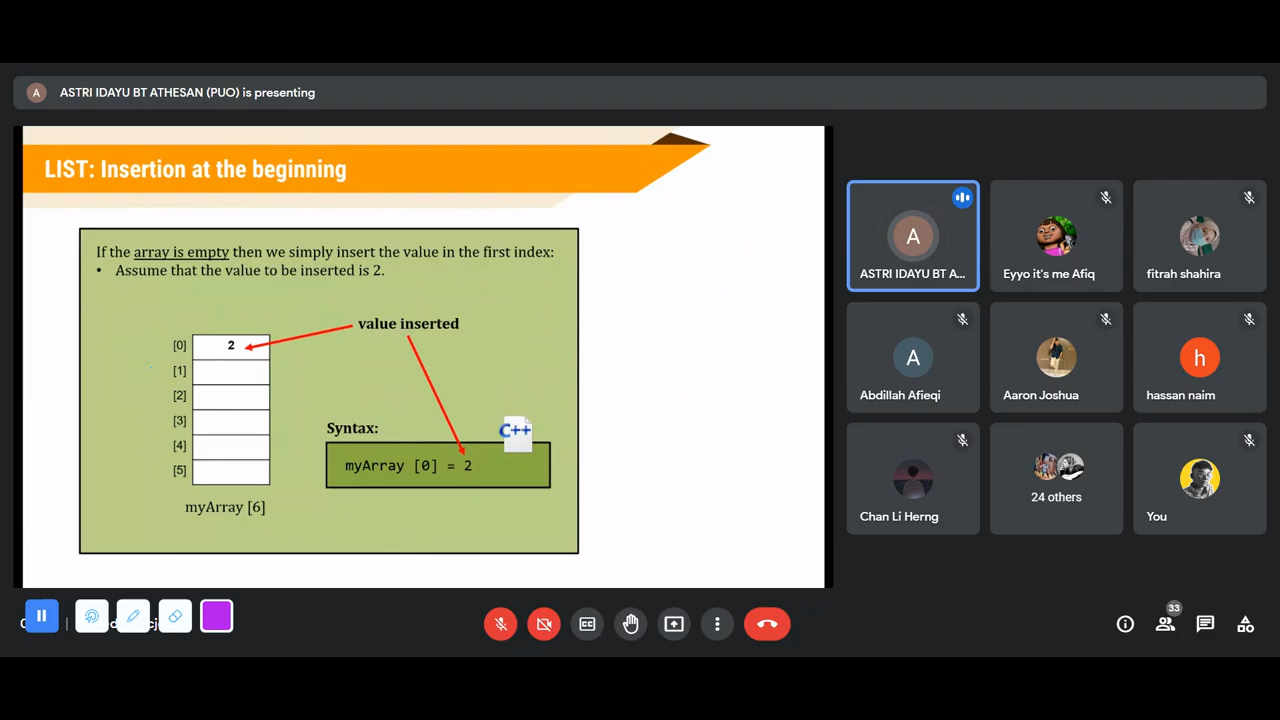 A ASTRI IDAYU BT ATHESAN (PUO) is presenting
LIST: Insertion at the beginning
If the array is empty then we simply insert the value in the first index:
• Assume that the value to be inserted is 2.
value inserted
[0] 2
[1]
[2]
[3]
[4]
[5]
myArray [6]
Syntax:
C++
myArray [0] = 2
A
ASTRI IDAYU BT A...
Eyyo it's me Afiq
fitrah shahira
A
Abdillah Afieqi
Aaron Joshua
h
hassan naim
Chan Li Herng
24 others
You
33